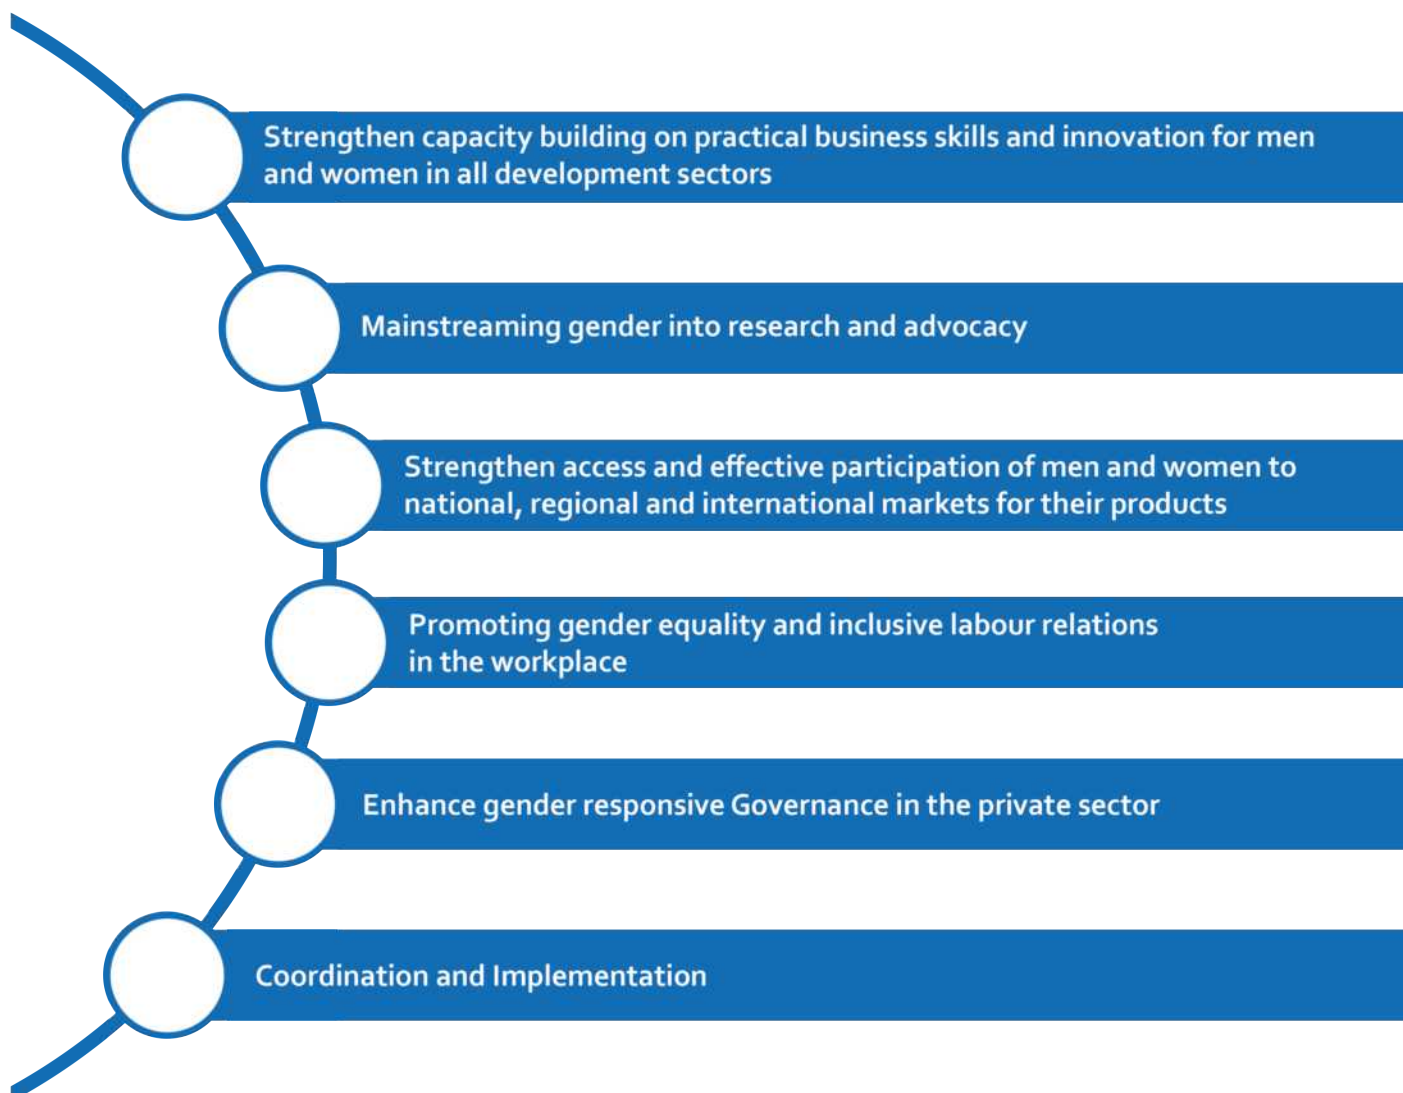 Strengthen capacity building on practical business skills and innovation for men
and women in all development sectors
Mainstreaming gender into research and advocacy
Strengthen access and effective participation of men and women to
national, regional and international markets for their products
Promoting gender equality and inclusive labour relations
in the workplace
Enhance gender responsive Governance in the private sector
Coordination and Implementation